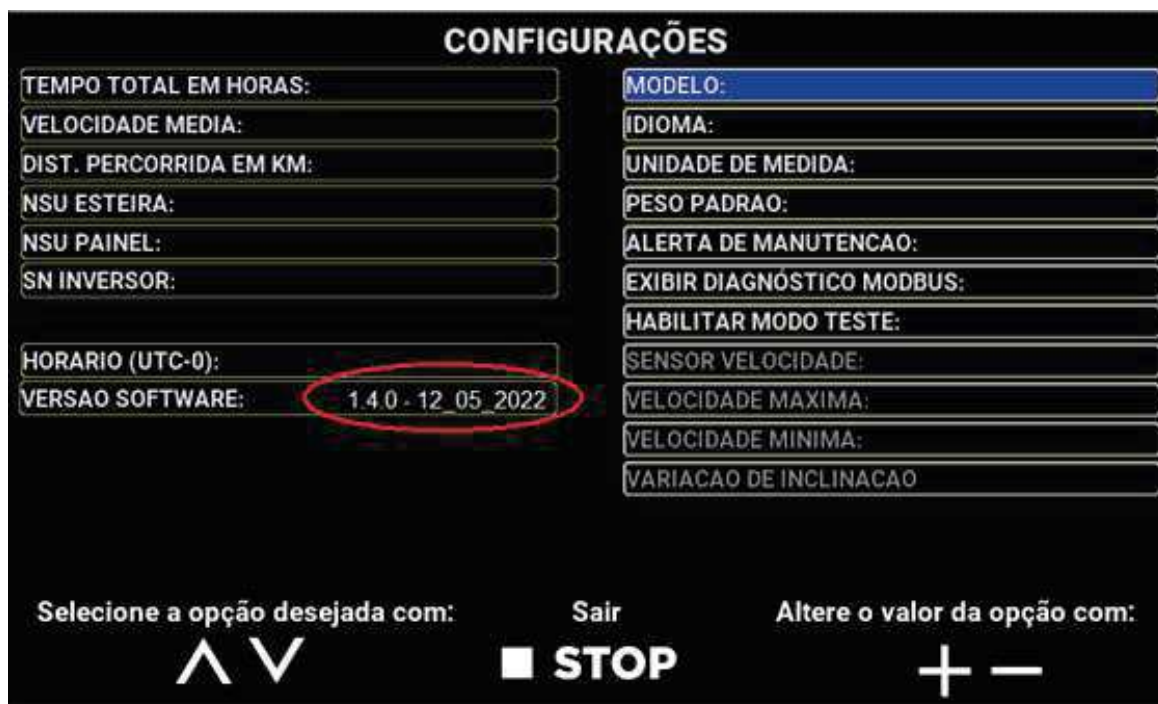 CONFIGURAÇÕES
TEMPO TOTAL EM HORAS:
VELOCIDADE MEDIA:
DIST. PERCORRIDA EM KM:
NSU ESTEIRA:
NSU PAINEL:
SN INVERSOR:
HORARIO (UTC-0):
VERSAO SOFTWARE: 1.4.0 - 12_05_2022
MODELO:
IDIOMA:
UNIDADE DE MEDIDA:
PESO PADRAO:
ALERTA DE MANUTENCAO:
EXIBIR DIAGNÓSTICO MODBUS:
HABILITAR MODO TESTE:
SENSOR VELOCIDADE:
VELOCIDADE MAXIMA:
VELOCIDADE MINIMA:
VARIACAO DE INCLINACAO
Selecione a opção desejada com:
Sair
STOP
Altere o valor da opção com:
+ −